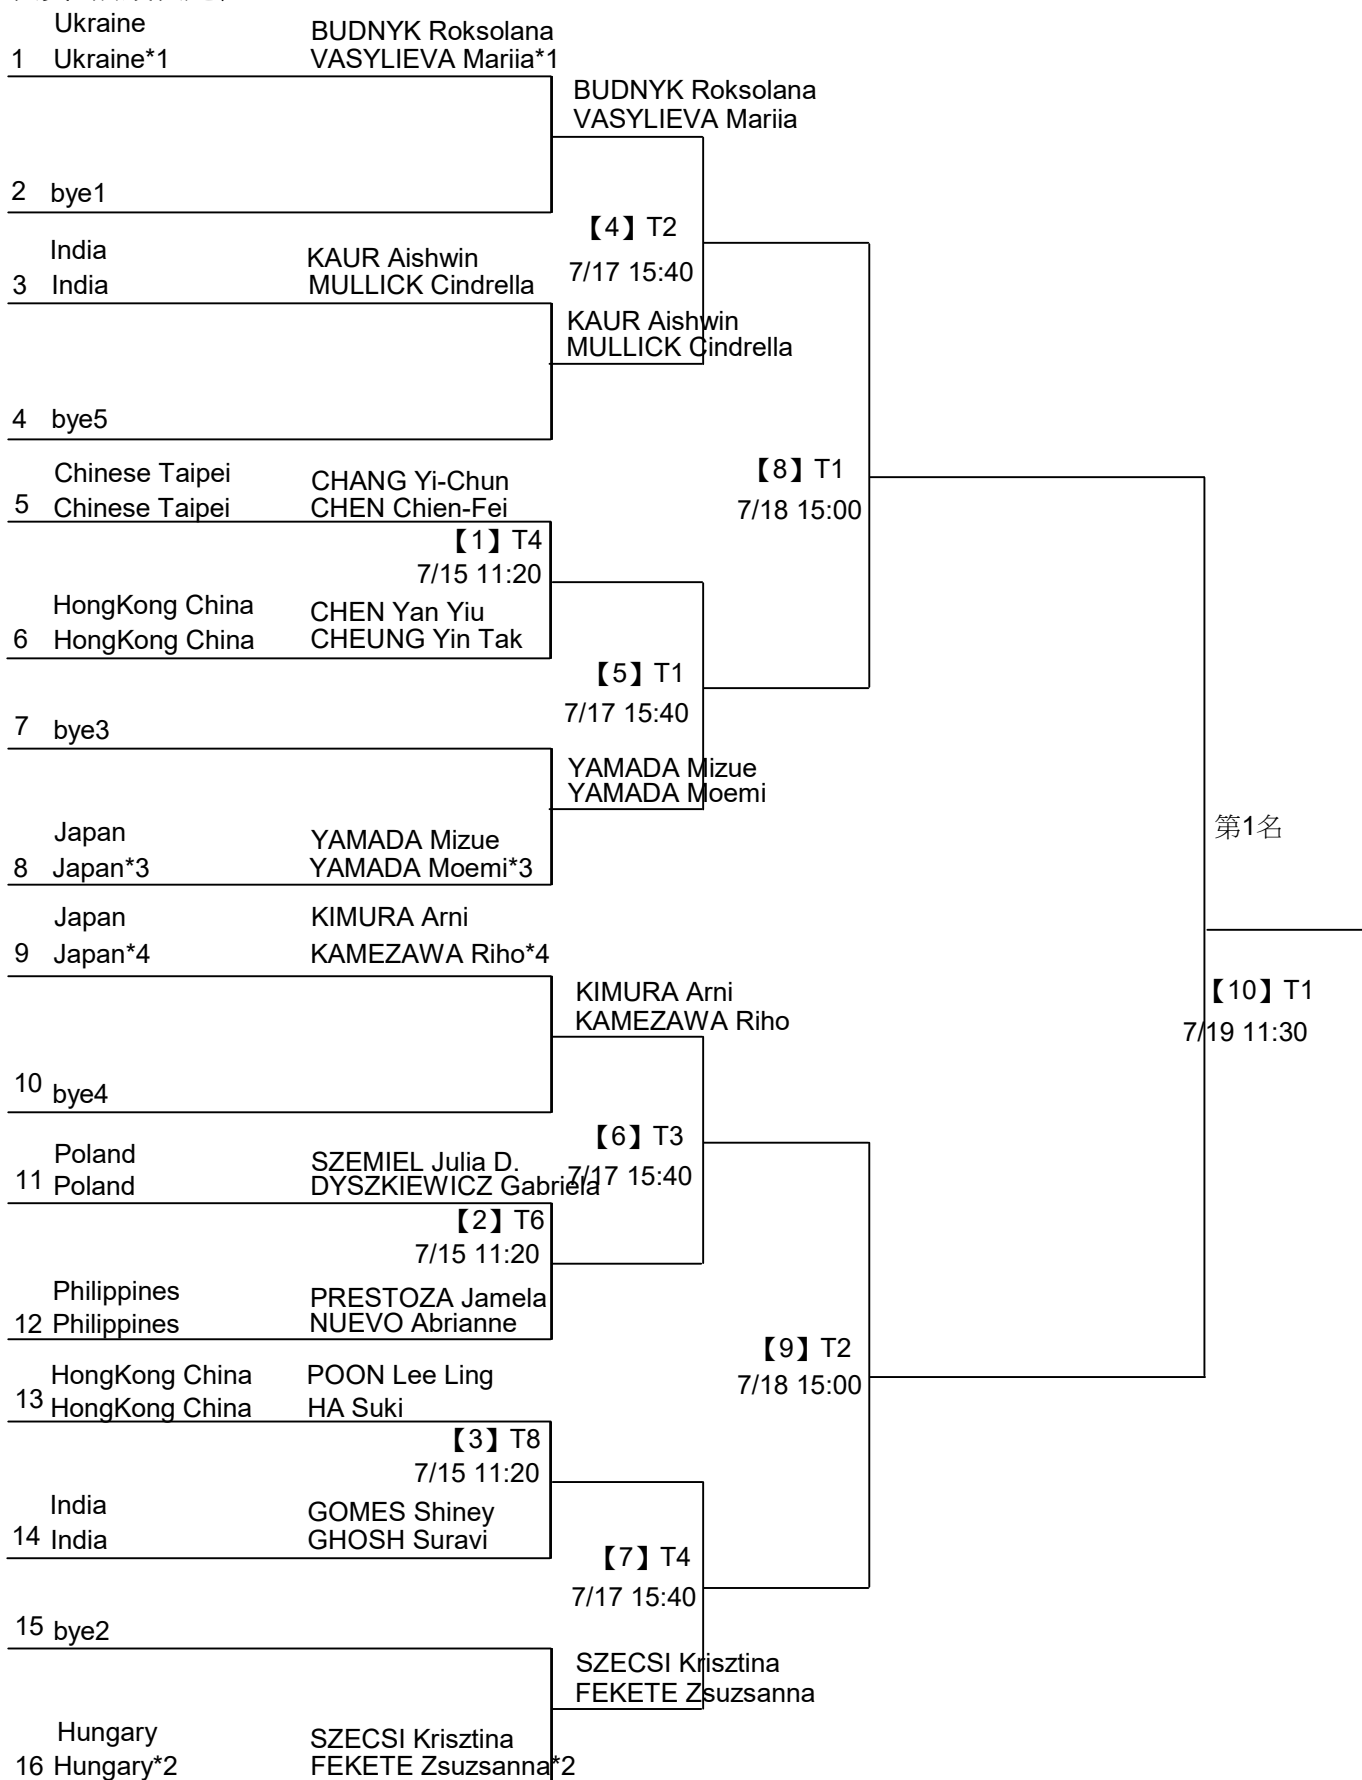 Ukraine BUDNYK Roksolana
1 Ukraine*1 VASYLIEVA Mariia*1
BUDNYK Roksolana
VASYLIEVA Mariia
2 bye1
【4】T2
India KAUR Aishwin
7/17 15:40
3 India MULLICK Cindrella
KAUR Aishwin
MULLICK Cindrella
4 bye5
【8】T1
Chinese Taipei CHANG Yi-Chun
5 Chinese Taipei CHEN Chien-Fei
7/18 15:00
【1】T4
7/15 11:20
HongKong China CHEN Yan Yiu
6 HongKong China CHEUNG Yin Tak
【5】T1
7/17 15:40
7 bye3
YAMADA Mizue
YAMADA Moemi
第1名
Japan YAMADA Mizue
8 Japan*3 YAMADA Moemi*3
Japan KIMURA Arni
9 Japan*4 KAMEZAWA Riho*4
KIMURA Arni
KAMEZAWA Riho
【10】T1
7/19 11:30
10 bye4
【6】T3
Poland SZEMIEL Julia D.
7/17 15:40
11 Poland DYSZKIEWICZ Gabriela
【2】T6
7/15 11:20
Philippines PRESTOZA Jamela
12 Philippines NUEVO Abrianne
【9】T2
HongKong China POON Lee Ling
7/18 15:00
13 HongKong China HA Suki
【3】T8
7/15 11:20
India GOMES Shiney
14 India GHOSH Suravi
【7】T4
7/17 15:40
15 bye2
SZECSI Krisztina
FEKETE Zsuzsanna
Hungary SZECSI Krisztina
16 Hungary*2 FEKETE Zsuzsanna*2